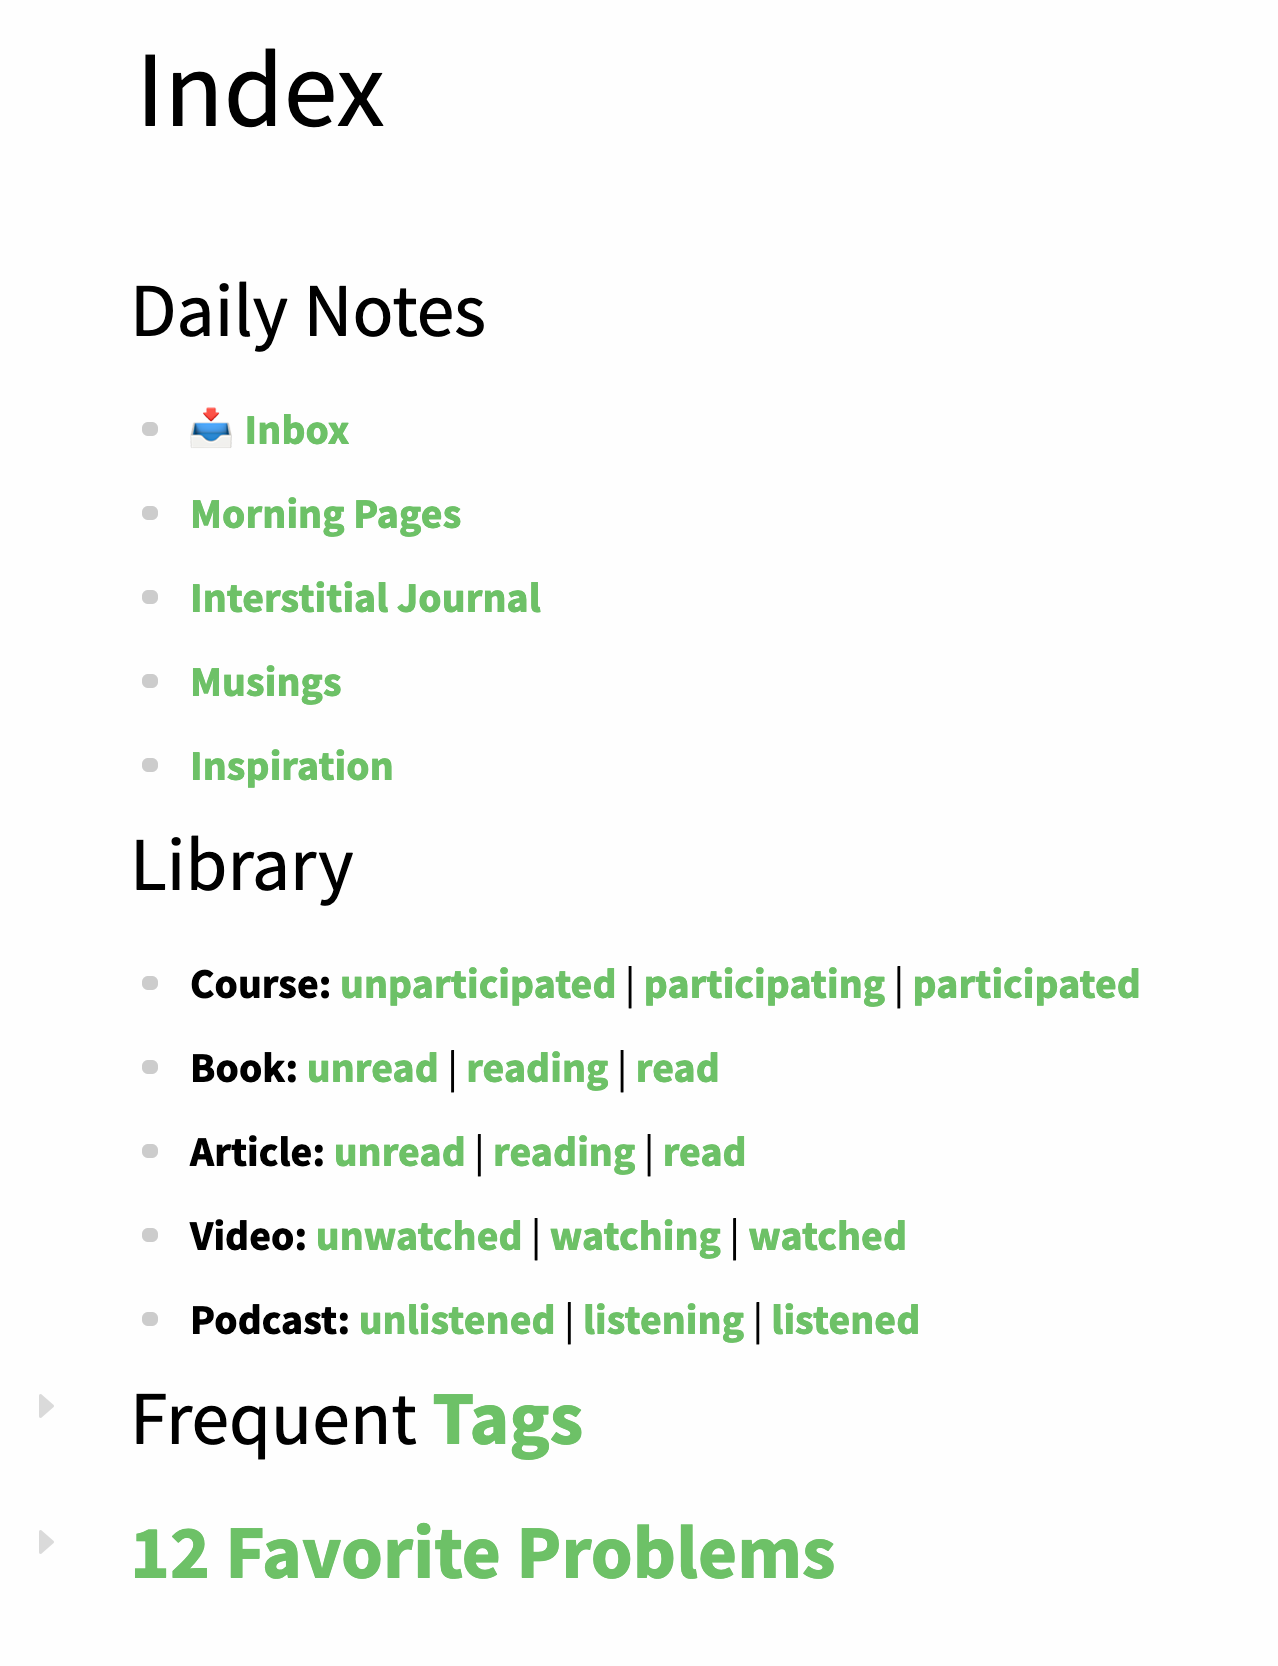 Index
Daily Notes
📥 Inbox
Morning Pages
Interstitial Journal
Musings
Inspiration
Library
Course: unparticipated | participating | participated
Book: unread | reading | read
Article: unread | reading | read
Video: unwatched | watching | watched
Podcast: unlistened | listening | listened
Frequent Tags
12 Favorite Problems